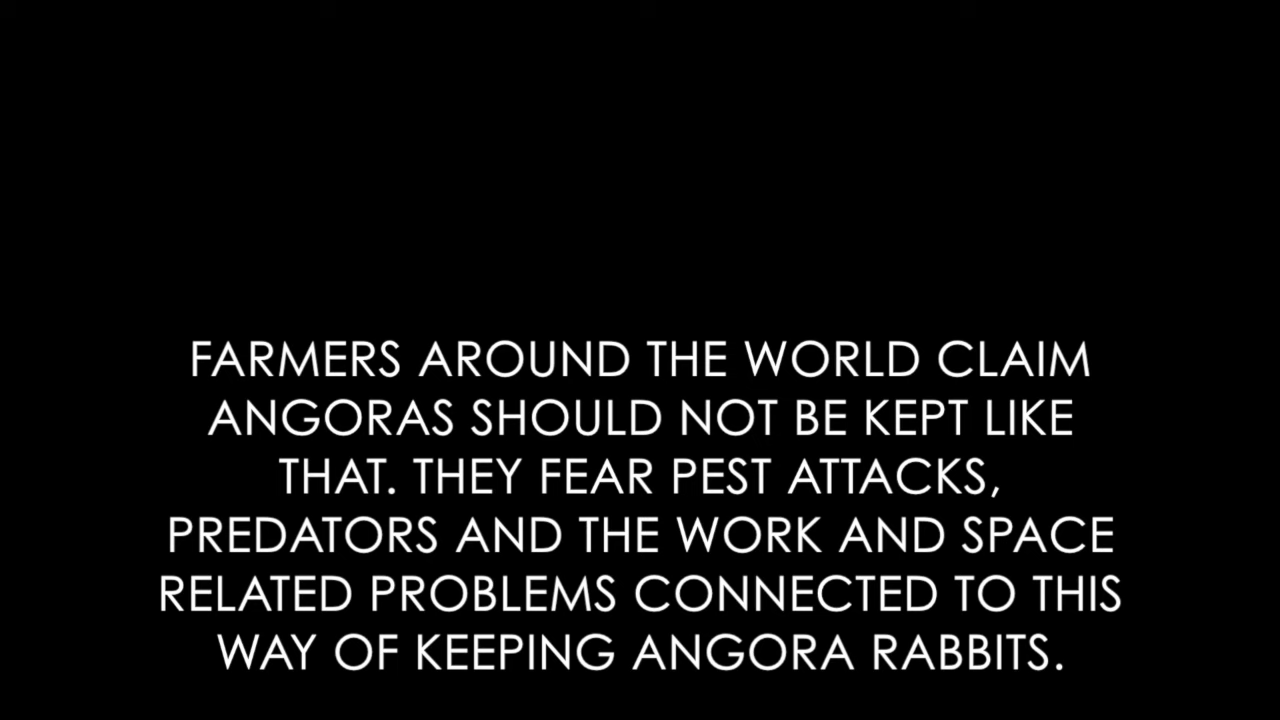 FARMERS AROUND THE WORLD CLAIM
ANGORAS SHOULD NOT BE KEPT LIKE
THAT. THEY FEAR PEST ATTACKS,
PREDATORS AND THE WORK AND SPACE
RELATED PROBLEMS CONNECTED TO THIS
WAY OF KEEPING ANGORA RABBITS.